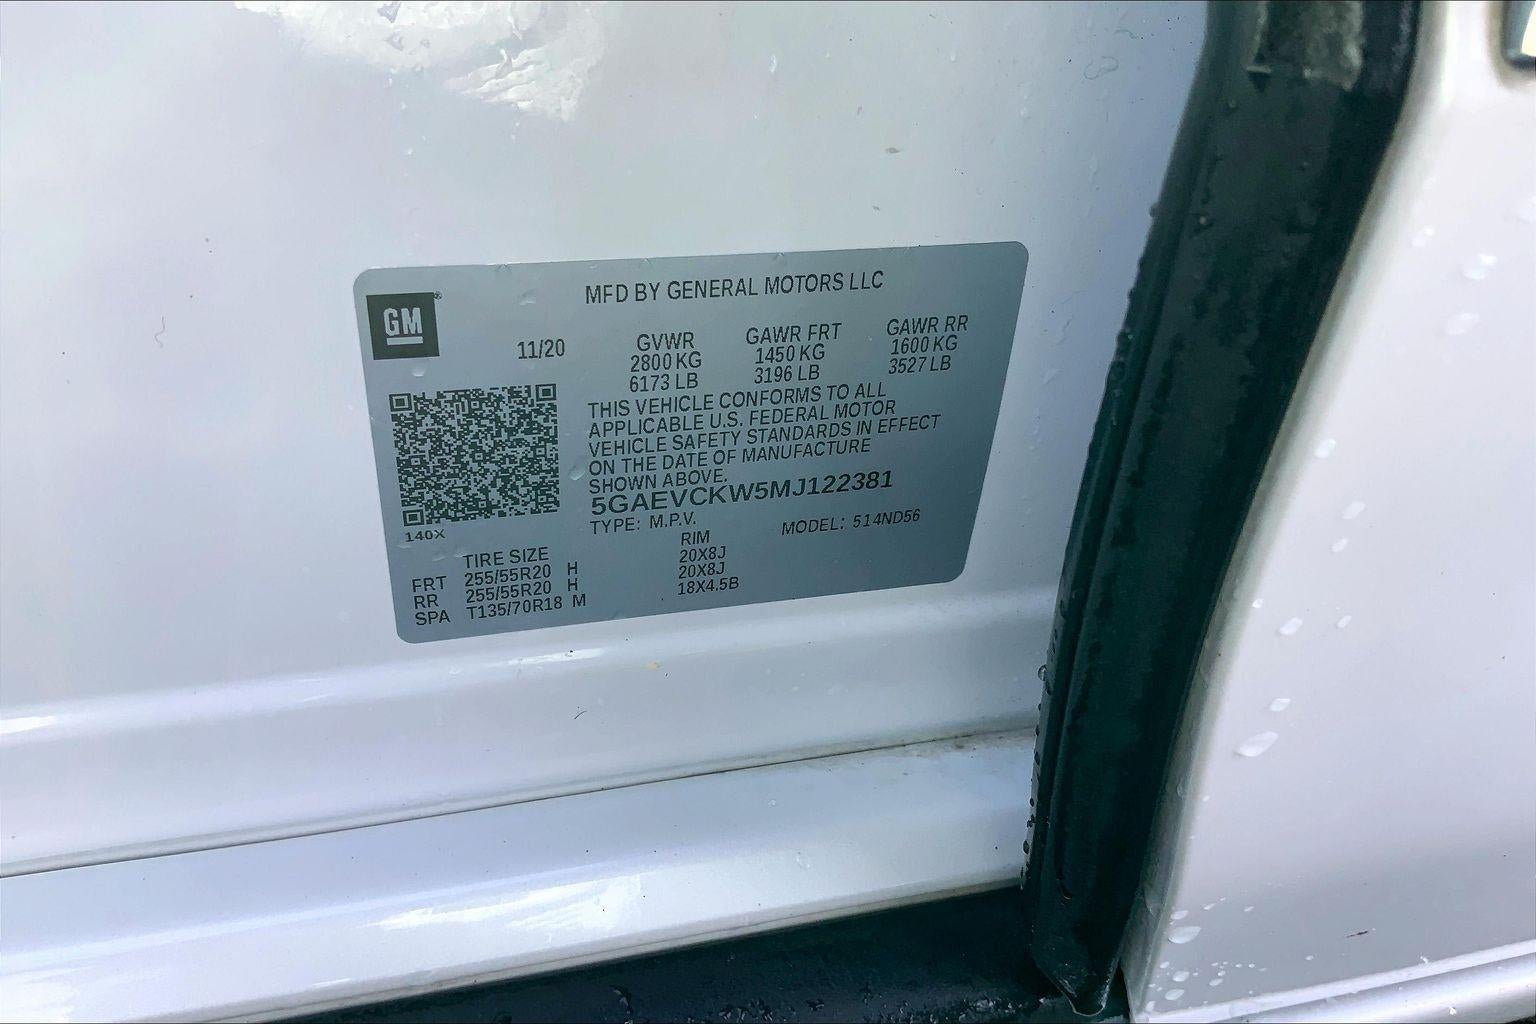 MFD BY GENERAL MOTORS LLC
GM®
11/20
GVWR
2800 KG
6173 LB
GAWR FRT
1450 KG
3196 LB
GAWR RR
1600 KG
3527 LB
THIS VEHICLE CONFORMS TO ALL
APPLICABLE U.S. FEDERAL MOTOR
VEHICLE SAFETY STANDARDS IN EFFECT
ON THE DATE OF MANUFACTURE
SHOWN ABOVE.
5GAEVCKW5MJ122381
TYPE: M.P.V.
MODEL: 514ND56
140X
TIRE SIZE RIM
FRT 255/55R20 H 20X8J
RR 255/55R20 H 20X8J
SPA T135/70R18 M 18X4.5B